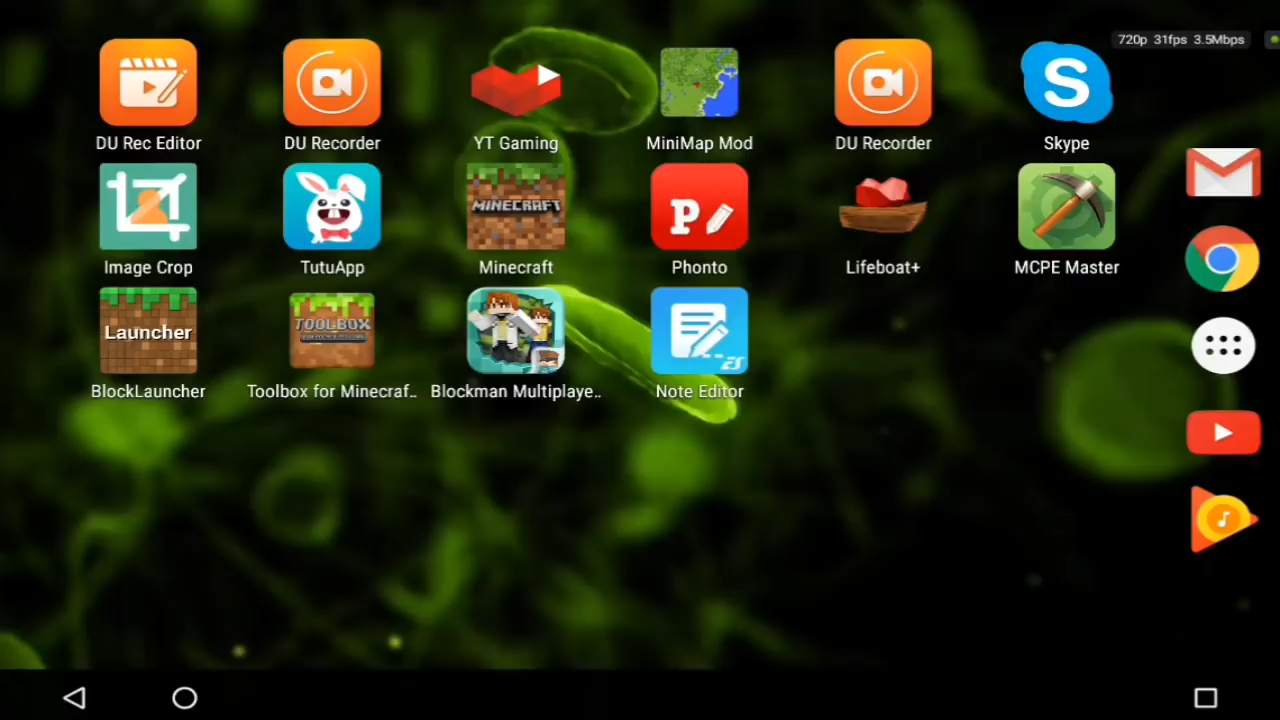 720p 31fps 3.5Mbps
DU Rec Editor
DU Recorder
YT Gaming
MiniMap Mod
DU Recorder
Skype
S
MINECRAFT
P
Image Crop
TutuApp
Minecraft
Phonto
Lifeboat+
MCPE Master
Launcher
TOOLBOX
ES
BlockLauncher
Toolbox for Minecraf..
Blockman Multiplaye..
Note Editor